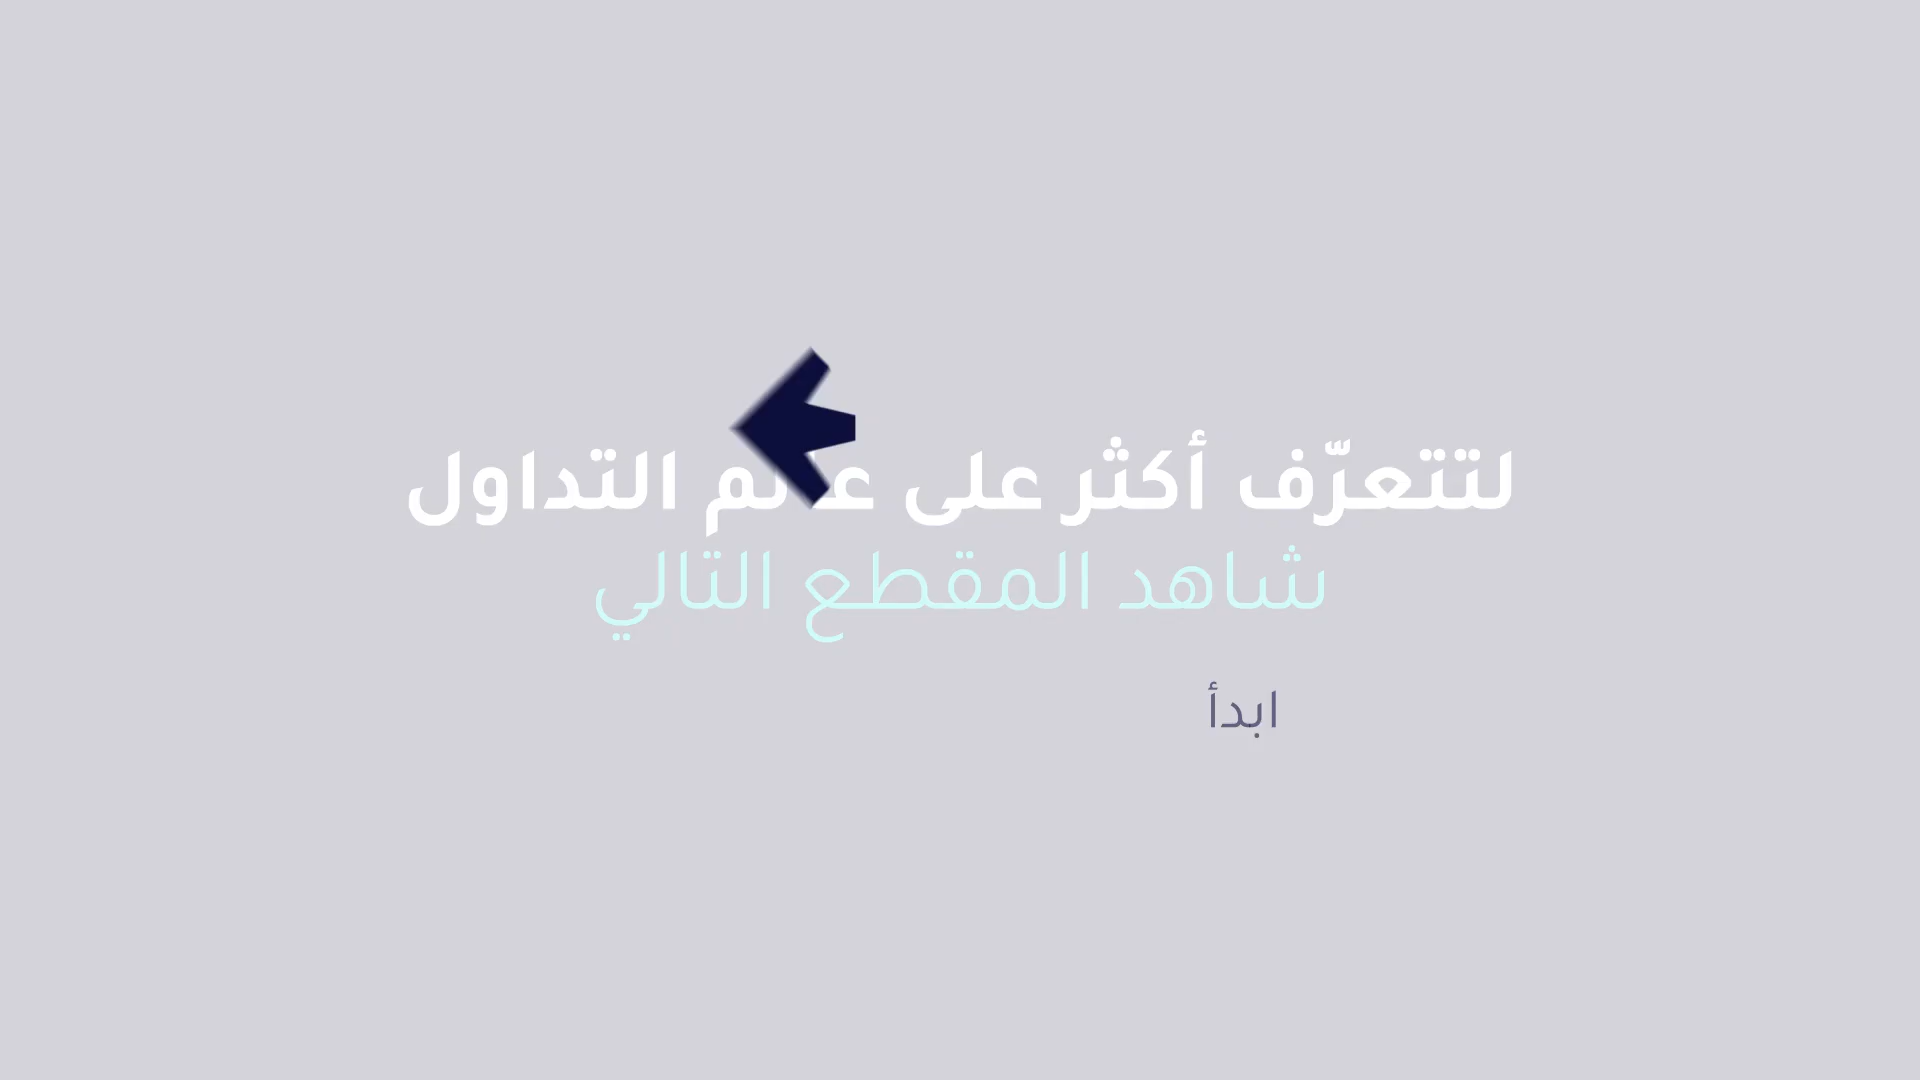 لتتعرّف أكثر على عالم التداول
شاهد المقطع التالي
ابدأ